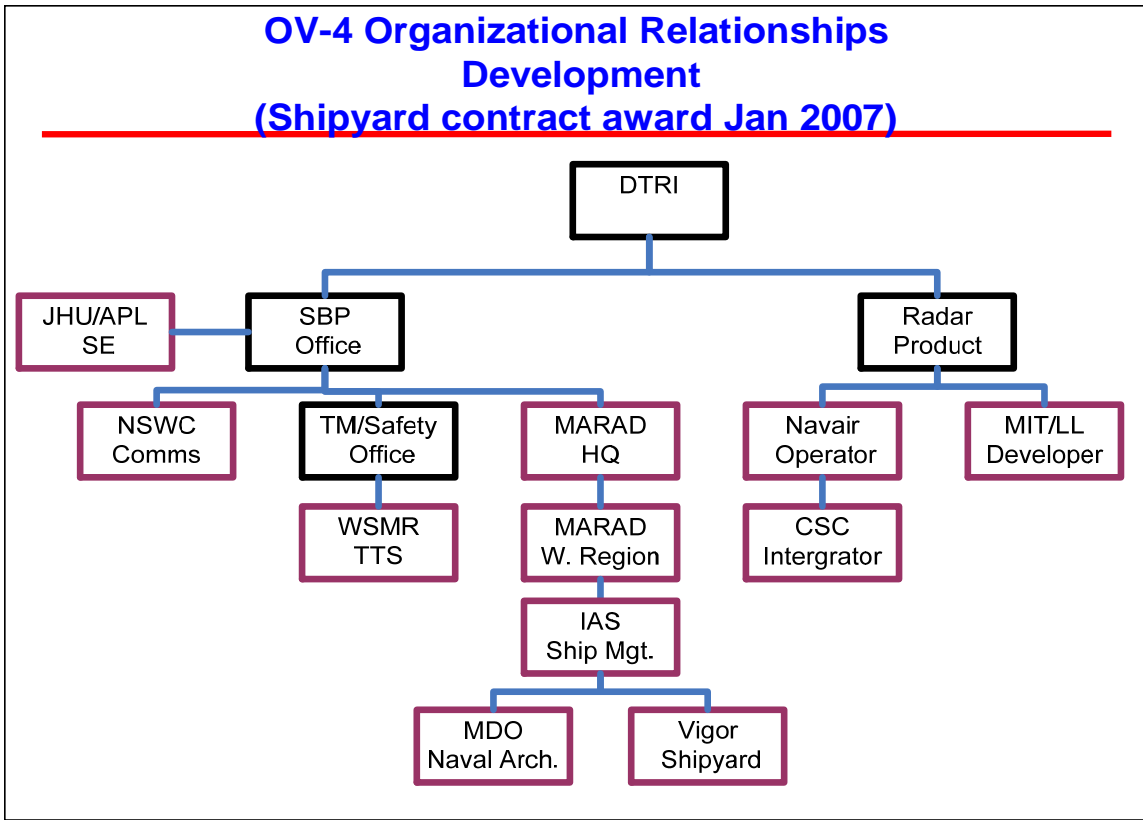 OV-4 Organizational Relationships
Development
(Shipyard contract award Jan 2007)
DTRI
JHU/APL
SE
SBP
Office
Radar
Product
NSWC
Comms
TM/Safety
Office
MARAD
HQ
Navair
Operator
MIT/LL
Developer
WSMR
TTS
MARAD
W. Region
CSC
Intergrator
IAS
Ship Mgt.
MDO
Naval Arch.
Vigor
Shipyard